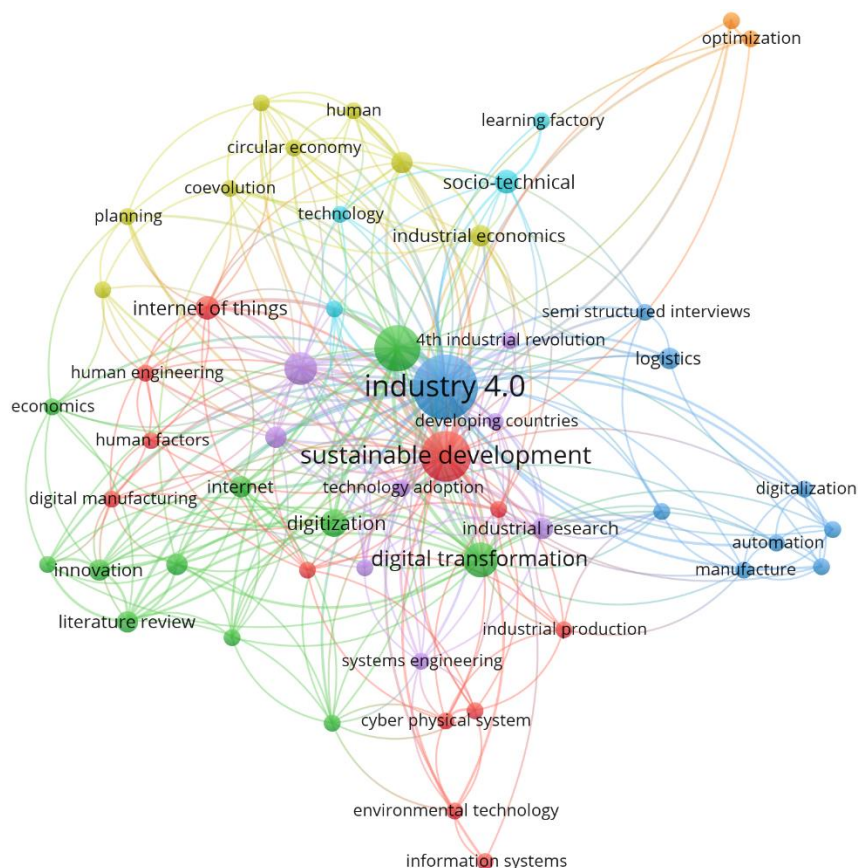 optimization
human
learning factory
circular economy
socio-technical
coevolution
technology
planning
industrial economics
internet of things
semi structured interviews
4th industrial revolution
logistics
human engineering
industry 4.0
economics
developing countries
human factors
sustainable development
internet
technology adoption
digitalization
digital manufacturing
digitization
industrial research
automation
innovation
digital transformation
manufacture
literature review
industrial production
systems engineering
cyber physical system
environmental technology
information systems